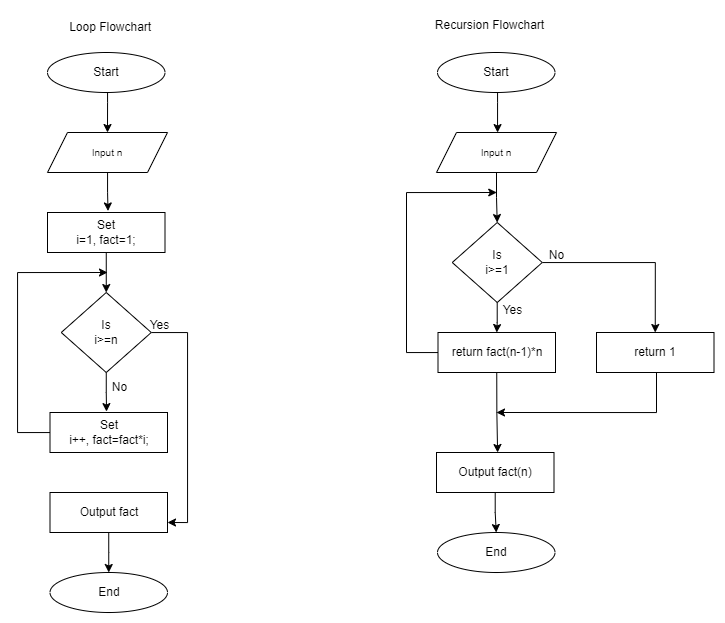 Loop Flowchart
Start
Input n
Set
i=1, fact=1;
Is
i>=n
Yes
No
Set
i++, fact=fact*i;
Output fact
End
Recursion Flowchart
Start
Input n
Is
i>=1
No
Yes
return fact(n-1)*n
return 1
Output fact(n)
End